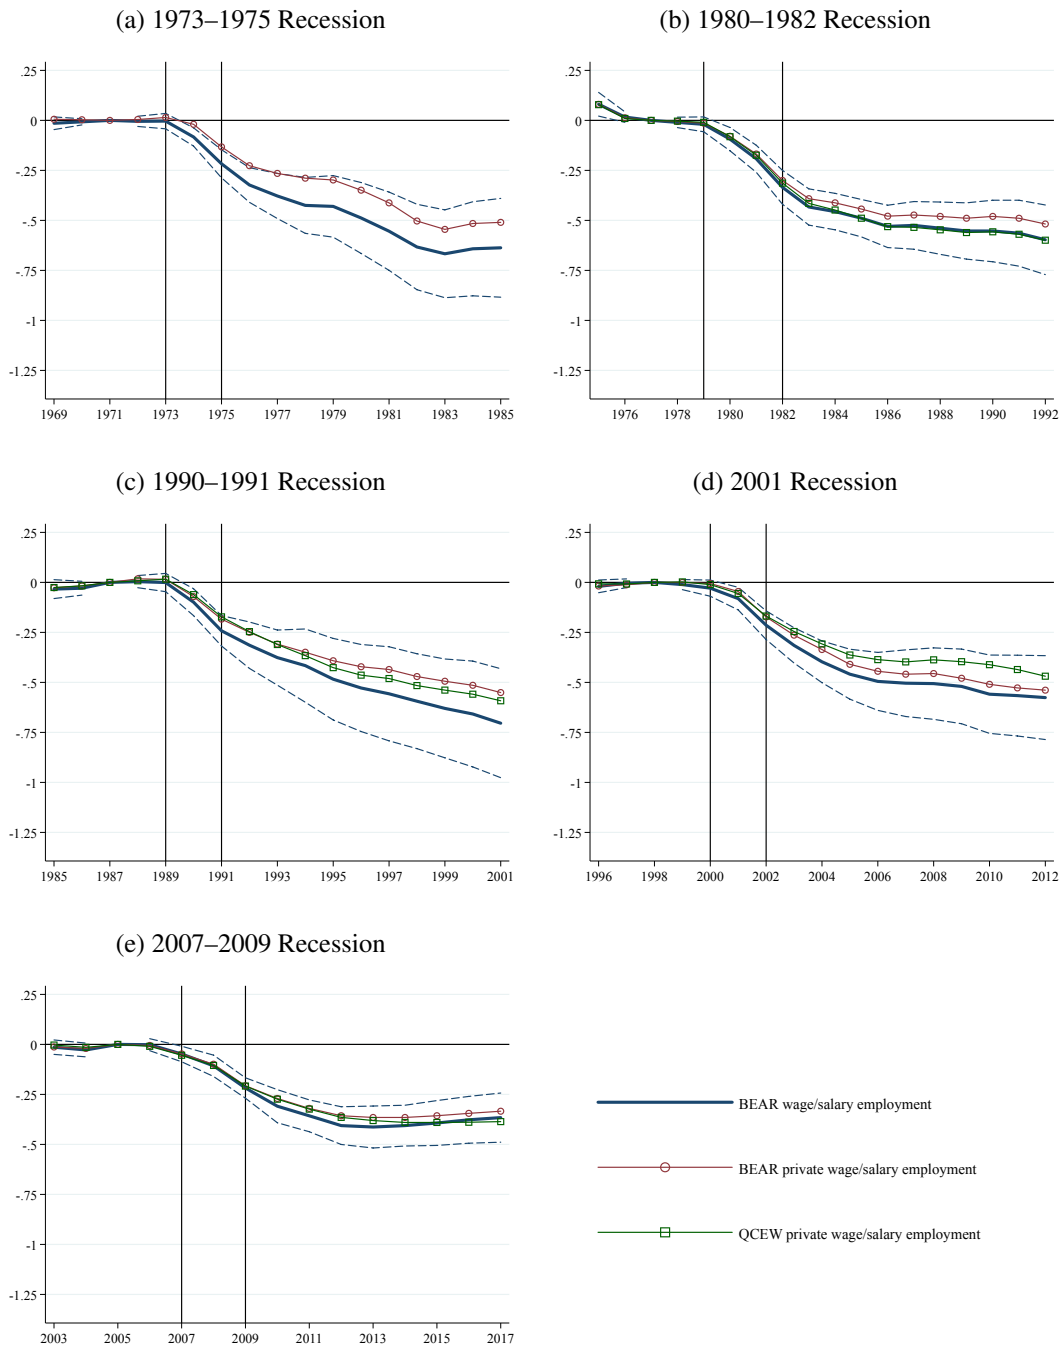 (a) 1973–1975 Recession
(b) 1980–1982 Recession
.25
0
-.25
-.5
-.75
-1
-1.25
1969 1971 1973 1975 1977 1979 1981 1983 1985
.25
0
-.25
-.5
-.75
-1
-1.25
1976 1978 1980 1982 1984 1986 1988 1990 1992
(c) 1990–1991 Recession
(d) 2001 Recession
.25
0
-.25
-.5
-.75
-1
-1.25
1985 1987 1989 1991 1993 1995 1997 1999 2001
.25
0
-.25
-.5
-.75
-1
-1.25
1996 1998 2000 2002 2004 2006 2008 2010 2012
(e) 2007–2009 Recession
.25
0
-.25
-.5
-.75
-1
-1.25
2003 2005 2007 2009 2011 2013 2015 2017
BEAR wage/salary employment
BEAR private wage/salary employment
QCEW private wage/salary employment